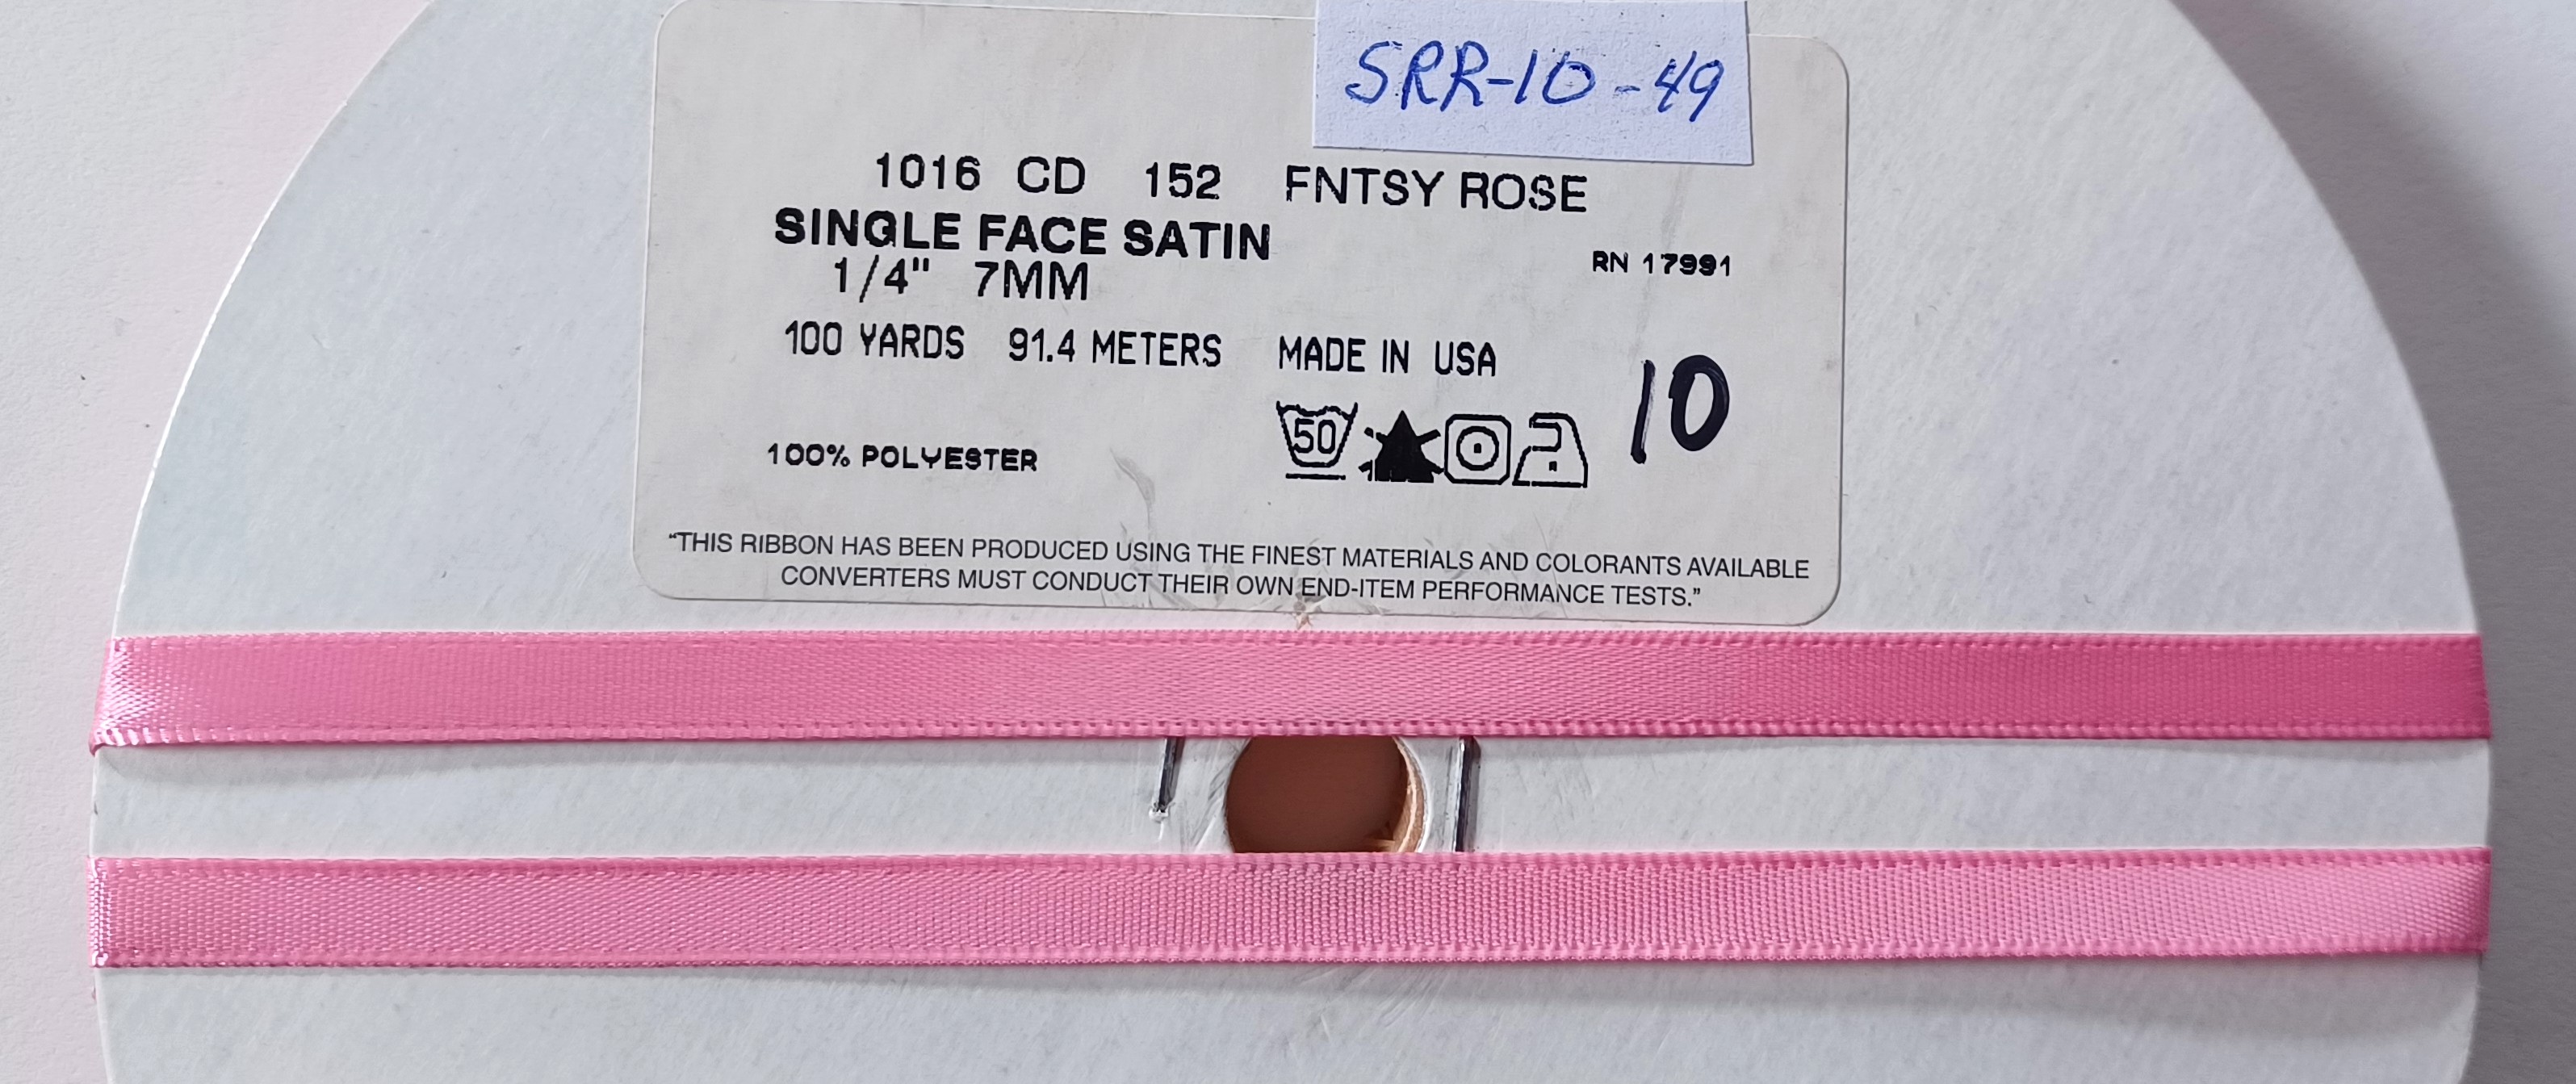 SRR-10-49
1016 CD 152 FNTSY ROSE
SINGLE FACE SATIN
RN 17991
1/4" 7MM
100 YARDS 91.4 METERS MADE IN USA
10
50
100% POLYESTER
“THIS RIBBON HAS BEEN PRODUCED USING THE FINEST MATERIALS AND COLORANTS AVAILABLE
CONVERTERS MUST CONDUCT THEIR OWN END-ITEM PERFORMANCE TESTS.”